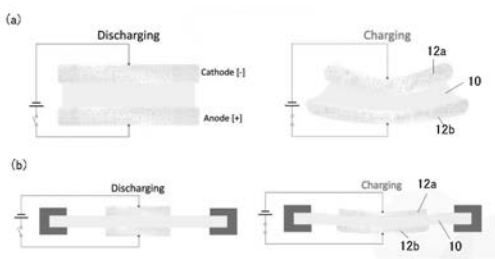 (a)
Discharging
Charging
12a
Cathode [-]
10
Anode [+]
12b
(b)
Discharging
Charging
12a
10
12b